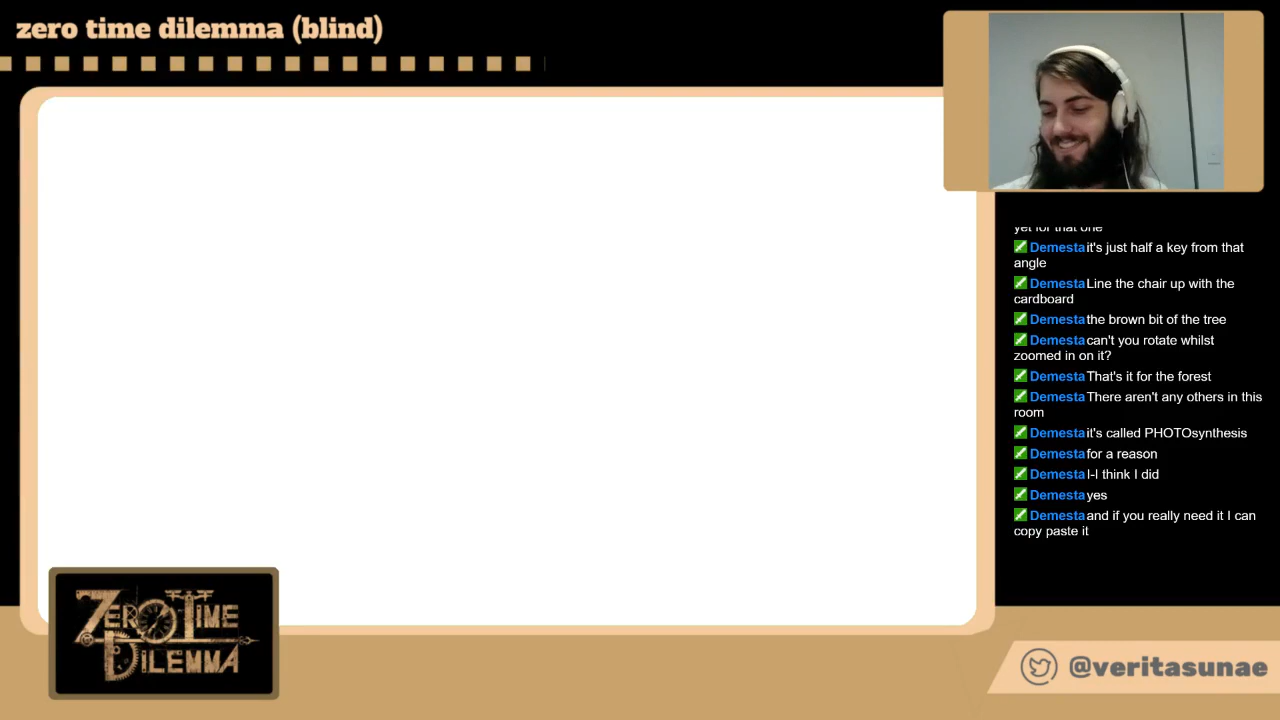 zero time dilemma (blind)
yet for that one
Demesta it's just half a key from that
angle
Demesta Line the chair up with the
cardboard
Demesta the brown bit of the tree
Demesta can't you rotate whilst
zoomed in on it?
Demesta That's it for the forest
Demesta There aren't any others in this
room
Demesta it's called PHOTOsynthesis
Demesta for a reason
Demesta I-I think I did
Demesta yes
Demesta and if you really need it I can
copy paste it
ZERO TIME
DILEMMA
@veritasunae